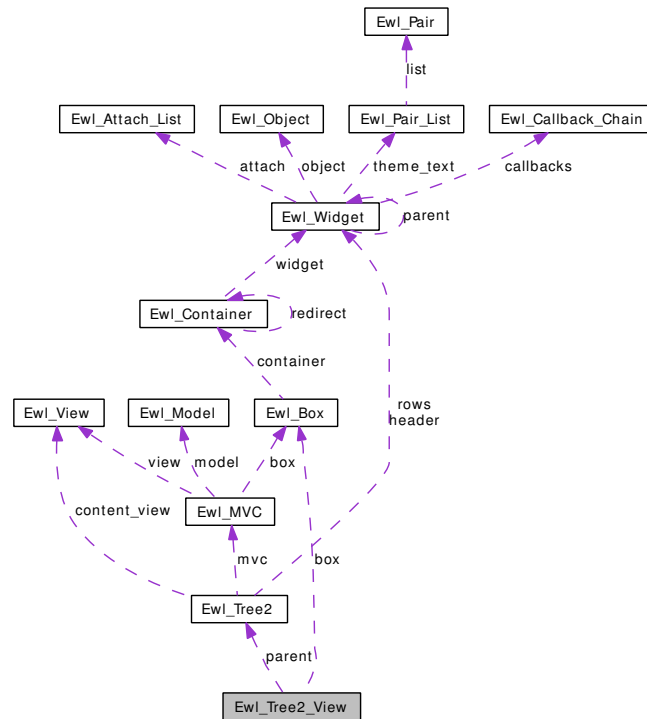 Ewl_Pair
list
Ewl_Attach_List
Ewl_Object
Ewl_Pair_List
Ewl_Callback_Chain
attach
object
theme_text
callbacks
Ewl_Widget
parent
widget
Ewl_Container
redirect
container
rows
header
Ewl_View
Ewl_Model
Ewl_Box
view
model
box
content_view
Ewl_MVC
mvc
box
Ewl_Tree2
parent
Ewl_Tree2_View